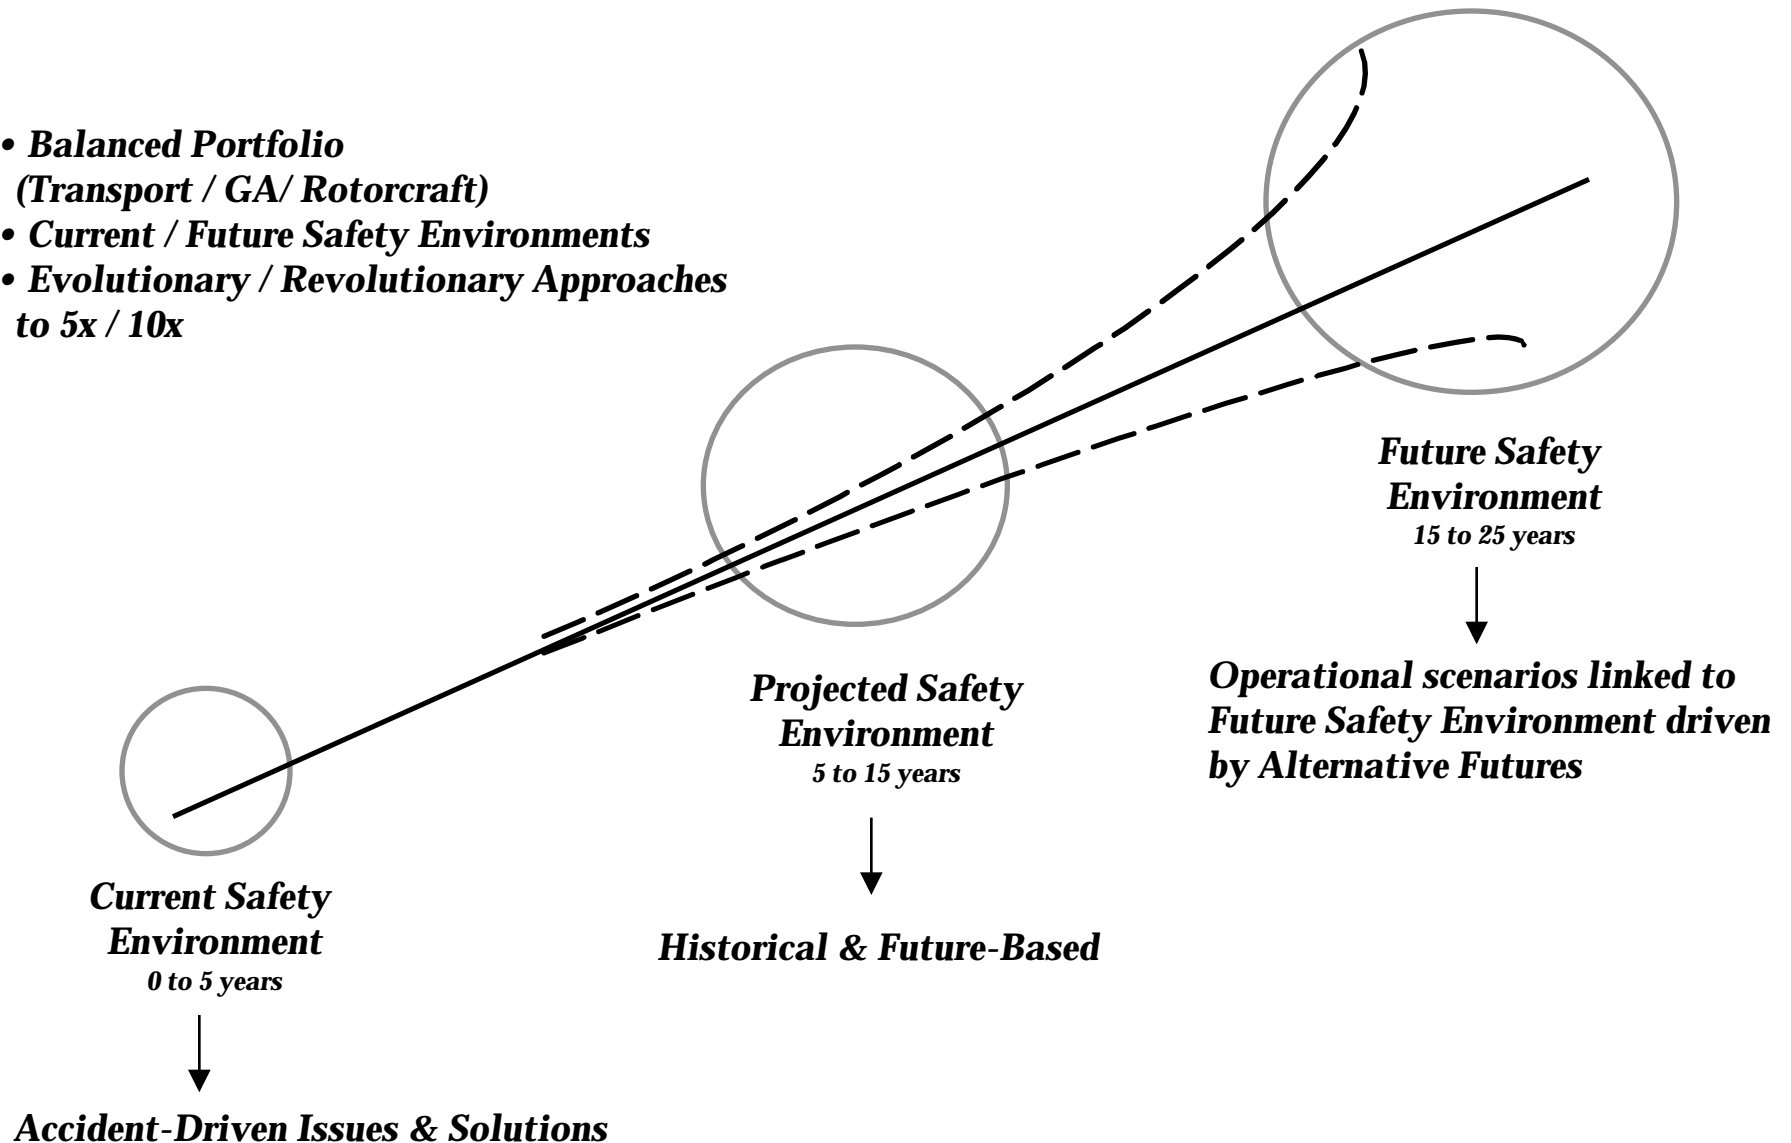 • Balanced Portfolio
(Transport / GA/ Rotorcraft)
• Current / Future Safety Environments
• Evolutionary / Revolutionary Approaches
to 5x / 10x
Future Safety
Environment
15 to 25 years
Operational scenarios linked to
Future Safety Environment driven
by Alternative Futures
Projected Safety
Environment
5 to 15 years
Historical & Future-Based
Current Safety
Environment
0 to 5 years
Accident-Driven Issues & Solutions